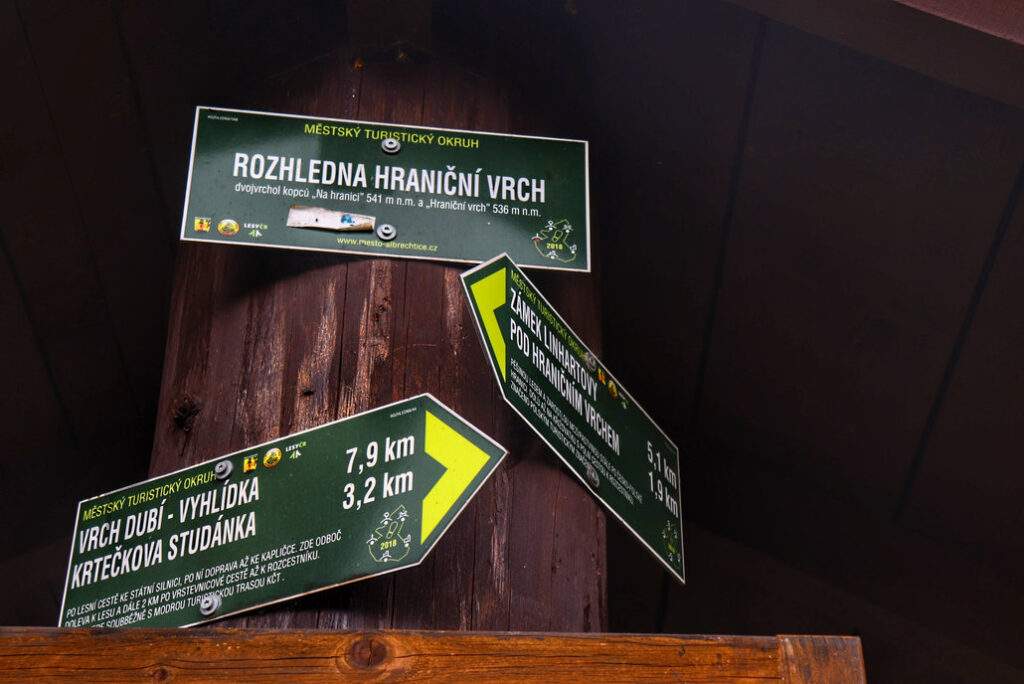 MĚSTSKÝ TURISTICKÝ OKRUH
ROZHLEDNA HRANIČNÍ VRCH
dvojvrchol kopců „Na hranici" 541 m n.m. a „Hraniční vrch" 536 m n.m.
LESY ČR
www.mesto-albrechtice.cz
2018
MĚSTSKÝ TURISTICKÝ OKRUH
ZÁMEK LINHARTOVY 5,1 km
POD HRANIČNÍM VRCHEM 1,9 km
MĚSTSKÝ TURISTICKÝ OKRUH
LESY ČR
VRCH DUBÍ - VYHLÍDKA 7,9 km
KRTEČKOVA STUDÁNKA 3,2 km
PO LESNÍ CESTĚ KE STÁTNÍ SILNICI, PO NÍ DOPRAVA AŽ KE KAPLIČCE. ZDE ODBOČ
DOLEVA K LESU A DÁLE 2 KM PO VRSTEVNICOVÉ CESTĚ AŽ K ROZCESTNÍKU.
SOUBĚŽNĚ S MODROU TURISTICKOU TRASOU KČT.
2018